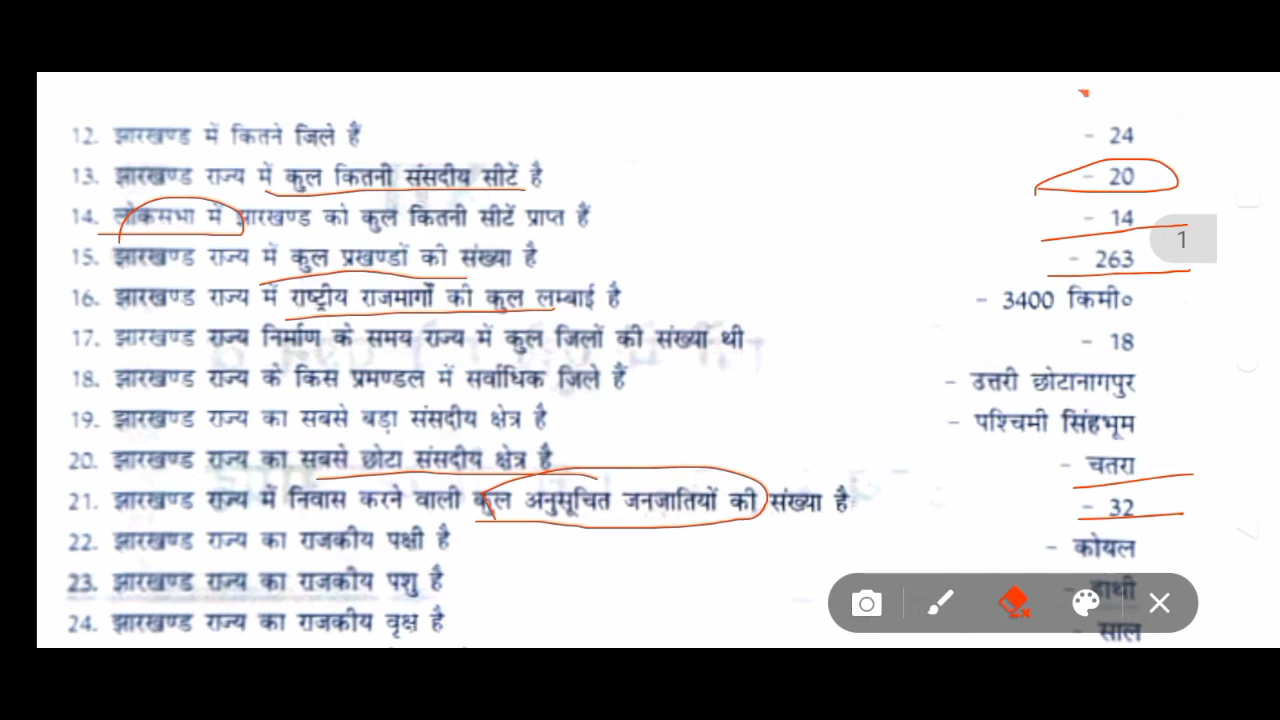 12. झारखण्ड में कितने जिले हैं - 24
13. झारखण्ड राज्य में कुल कितनी संसदीय सीटें है - 20
14. लोकसभा में झारखण्ड को कुल कितनी सीटें प्राप्त हैं - 14
15. झारखण्ड राज्य में कुल प्रखण्डों की संख्या है - 263
1
16. झारखण्ड राज्य में राष्ट्रीय राजमार्गों की कुल लम्बाई है - 3400 किमी०
17. झारखण्ड राज्य निर्माण के समय राज्य में कुल जिलों की संख्या थी - 18
18. झारखण्ड राज्य के किस प्रमण्डल में सर्वाधिक जिले हैं - उत्तरी छोटानागपुर
19. झारखण्ड राज्य का सबसे बड़ा संसदीय क्षेत्र है - पश्चिमी सिंहभूम
20. झारखण्ड राज्य का सबसे छोटा संसदीय क्षेत्र है - चतरा
21. झारखण्ड राज्य में निवास करने वाली कुल अनुसूचित जनजातियों की संख्या है - 32
22. झारखण्ड राज्य का राजकीय पक्षी है - कोयल
23. झारखण्ड राज्य का राजकीय पशु है - हाथी
24. झारखण्ड राज्य का राजकीय वृक्ष है - साल